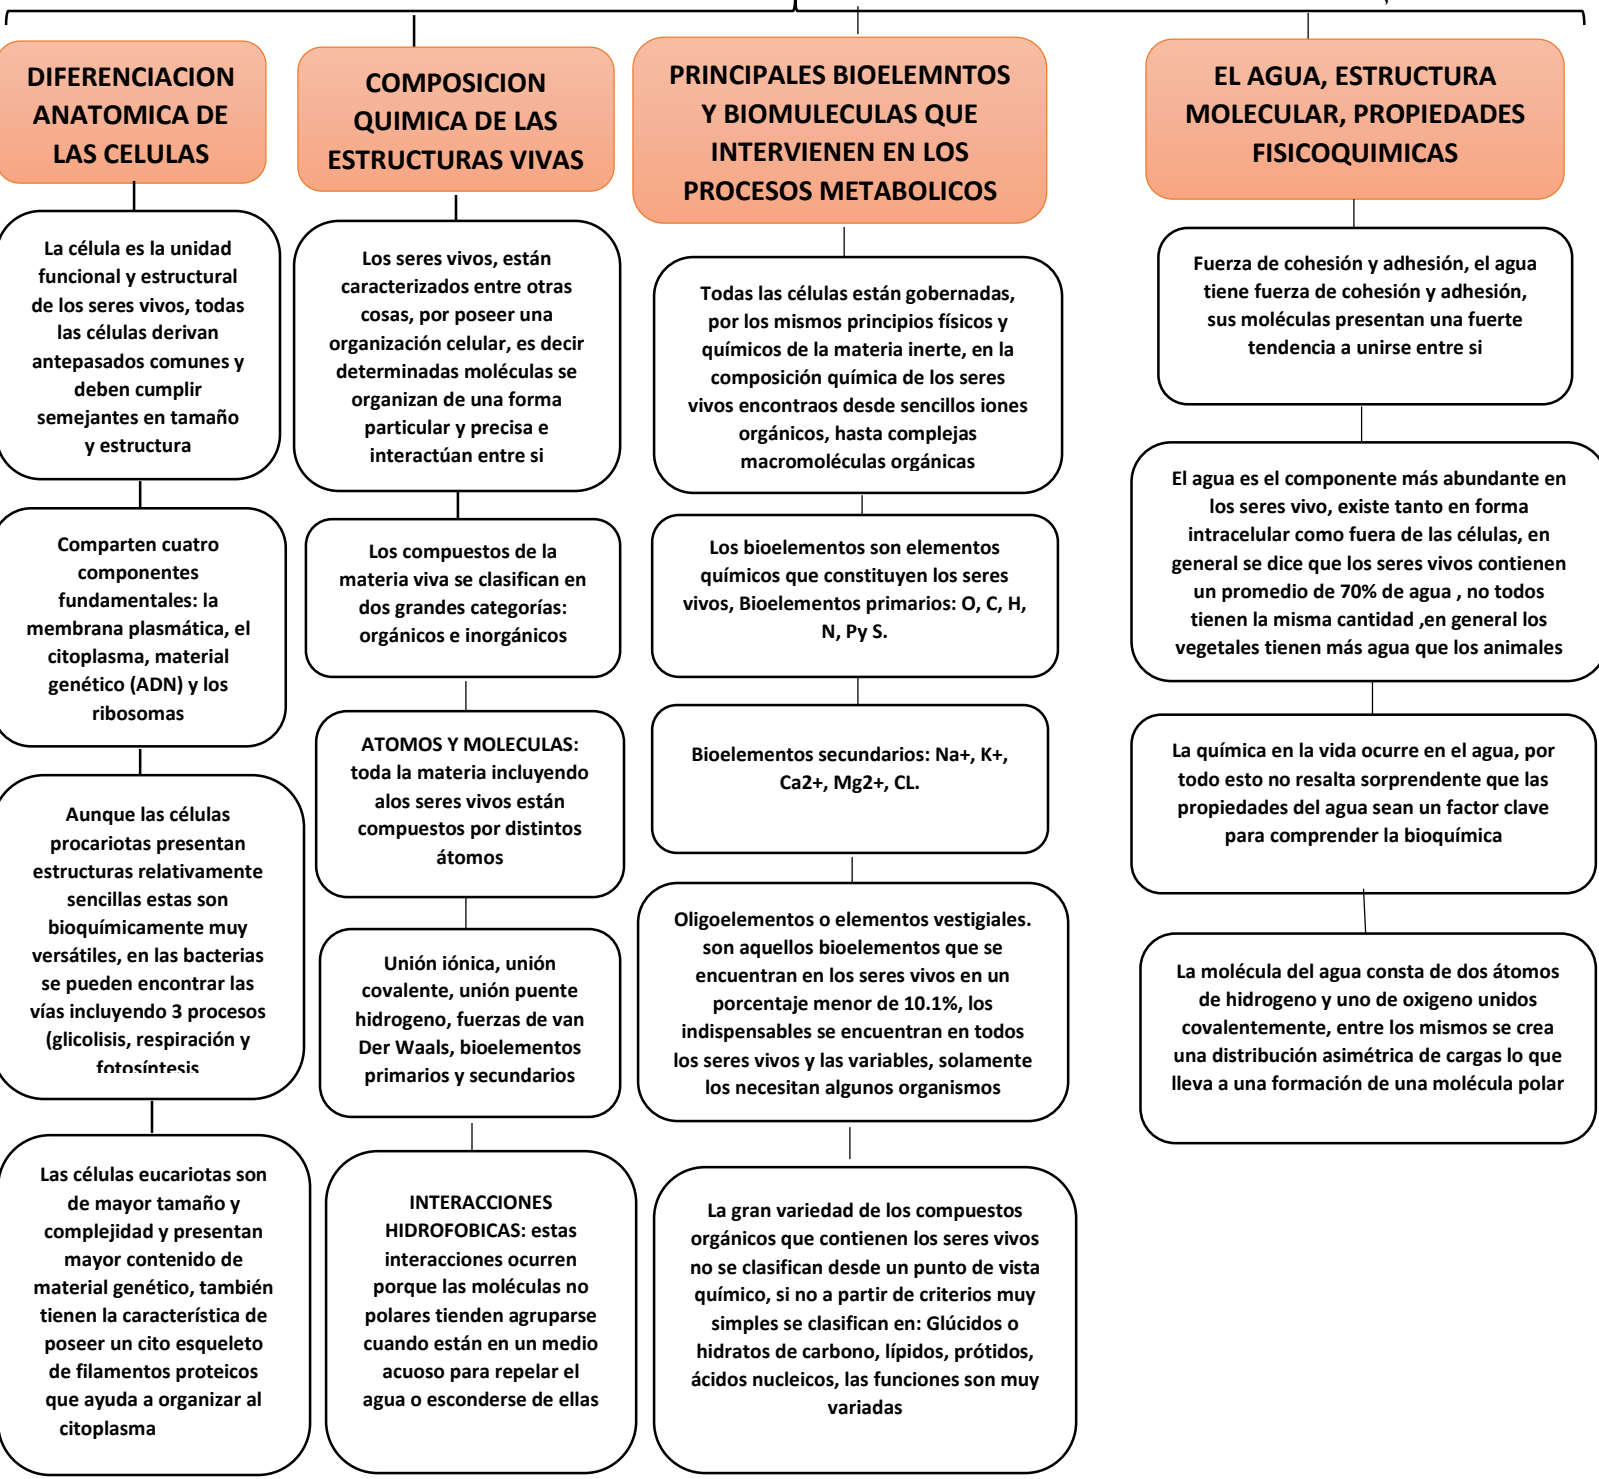 DIFERENCIACION
ANATOMICA DE
LAS CELULAS
La célula es la unidad
funcional y estructural
de los seres vivos, todas
las células derivan
antepasados comunes y
deben cumplir
semejantes en tamaño
y estructura
Comparten cuatro
componentes
fundamentales: la
membrana plasmática, el
citoplasma, material
genético (ADN) y los
ribosomas
Aunque las células
procariotas presentan
estructuras relativamente
sencillas estas son
bioquímicamente muy
versátiles, en las bacterias
se pueden encontrar las
vías incluyendo 3 procesos
(glicolisis, respiración y
fotosíntesis
Las células eucariotas son
de mayor tamaño y
complejidad y presentan
mayor contenido de
material genético, también
tienen la característica de
poseer un cito esqueleto
de filamentos proteicos
que ayuda a organizar al
citoplasma
COMPOSICION
QUIMICA DE LAS
ESTRUCTURAS VIVAS
Los seres vivos, están
caracterizados entre otras
cosas, por poseer una
organización celular, es decir
determinadas moléculas se
organizan de una forma
particular y precisa e
interactúan entre si
Los compuestos de la
materia viva se clasifican en
dos grandes categorías:
orgánicos e inorgánicos
ATOMOS Y MOLECULAS:
toda la materia incluyendo
alos seres vivos están
compuestos por distintos
átomos
Unión iónica, unión
covalente, unión puente
hidrogeno, fuerzas de van
Der Waals, bioelementos
primarios y secundarios
INTERACCIONES
HIDROFOBICAS: estas
interacciones ocurren
porque las moléculas no
polares tienden agruparse
cuando están en un medio
acuoso para repelar el
agua o esconderse de ellas
PRINCIPALES BIOELEMNTOS
Y BIOMULECULAS QUE
INTERVIENEN EN LOS
PROCESOS METABOLICOS
Todas las células están gobernadas,
por los mismos principios físicos y
químicos de la materia inerte, en la
composición química de los seres
vivos encontraos desde sencillos iones
orgánicos, hasta complejas
macromoléculas orgánicas
Los bioelementos son elementos
químicos que constituyen los seres
vivos, Bioelementos primarios: O, C, H,
N, Py S.
Bioelementos secundarios: Na+, K+,
Ca2+, Mg2+, CL.
Oligoelementos o elementos vestigiales.
son aquellos bioelementos que se
encuentran en los seres vivos en un
porcentaje menor de 10.1%, los
indispensables se encuentran en todos
los seres vivos y las variables, solamente
los necesitan algunos organismos
La gran variedad de los compuestos
orgánicos que contienen los seres vivos
no se clasifican desde un punto de vista
químico, si no a partir de criterios muy
simples se clasifican en: Glúcidos o
hidratos de carbono, lípidos, prótidos,
ácidos nucleicos, las funciones son muy
variadas
EL AGUA, ESTRUCTURA
MOLECULAR, PROPIEDADES
FISICOQUIMICAS
Fuerza de cohesión y adhesión, el agua
tiene fuerza de cohesión y adhesión,
sus moléculas presentan una fuerte
tendencia a unirse entre si
El agua es el componente más abundante en
los seres vivo, existe tanto en forma
intracelular como fuera de las células, en
general se dice que los seres vivos contienen
un promedio de 70% de agua , no todos
tienen la misma cantidad ,en general los
vegetales tienen más agua que los animales
La química en la vida ocurre en el agua, por
todo esto no resalta sorprendente que las
propiedades del agua sean un factor clave
para comprender la bioquímica
La molécula del agua consta de dos átomos
de hidrogeno y uno de oxigeno unidos
covalentemente, entre los mismos se crea
una distribución asimétrica de cargas lo que
lleva a una formación de una molécula polar